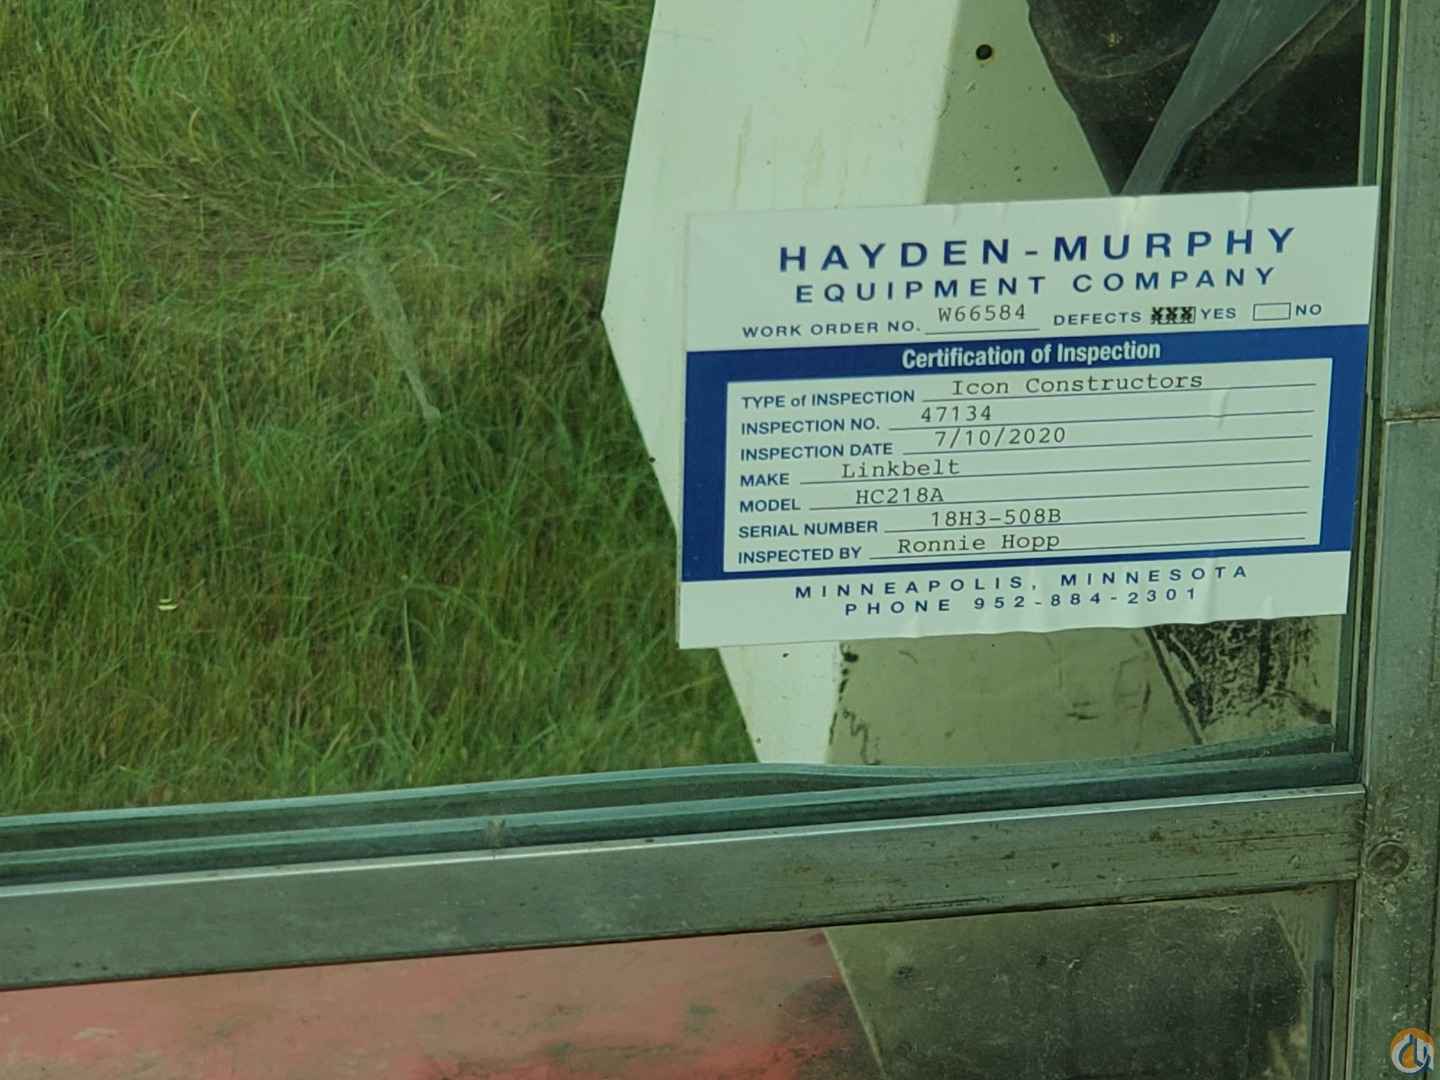 HAYDEN-MURPHY
EQUIPMENT COMPANY
WORK ORDER NO. W66584 DEFECTS XXX YES NO
Certification of Inspection
TYPE of INSPECTION Icon Constructors
INSPECTION NO. 47134
INSPECTION DATE 7/10/2020
MAKE Linkbelt
MODEL HC218A
SERIAL NUMBER 18H3-508B
INSPECTED BY Ronnie Hopp
MINNEAPOLIS, MINNESOTA
PHONE 952-884-2301